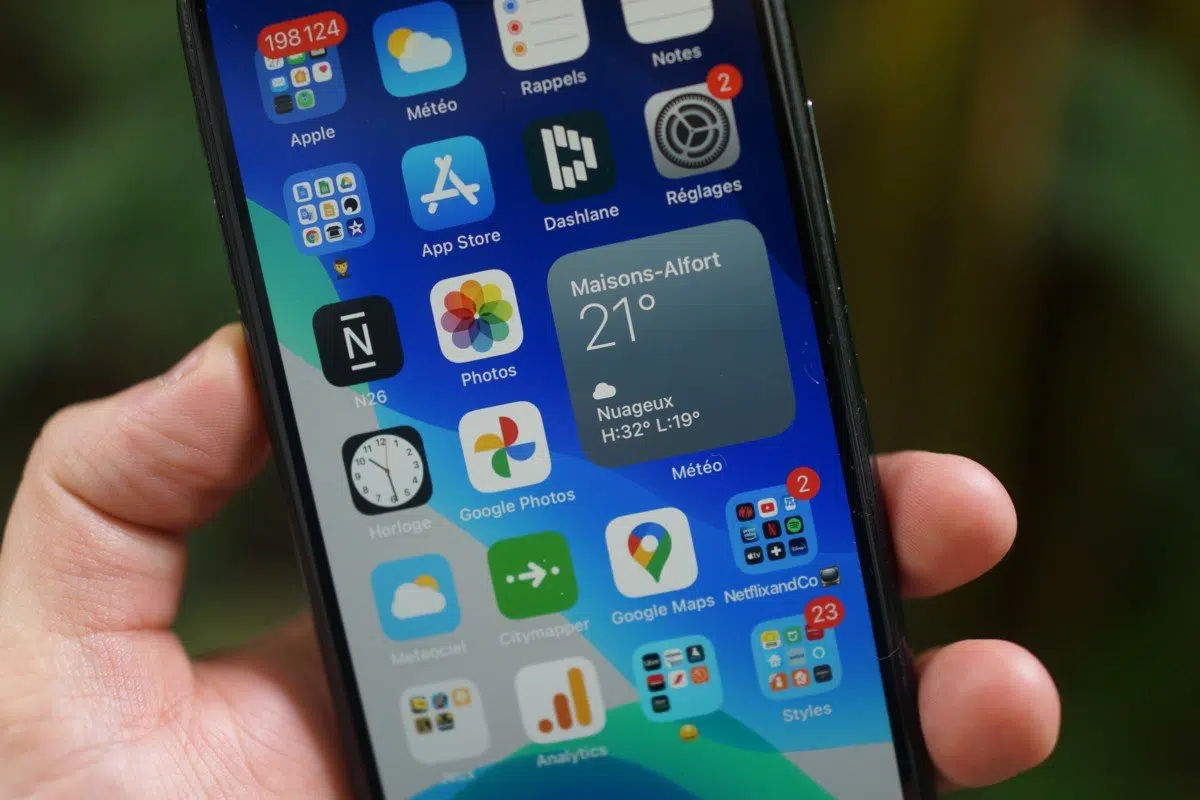 198 124
Apple
Météo
Rappels
Notes
2
App Store
Dashlane
Réglages
N
N26
Photos
Maisons-Alfort
21°
Nuageux
H:32° L:19°
Météo
Horloge
Google Photos
Meteociel
Citymapper
Google Maps
2
NetflixandCo
23
Analytics
Styles